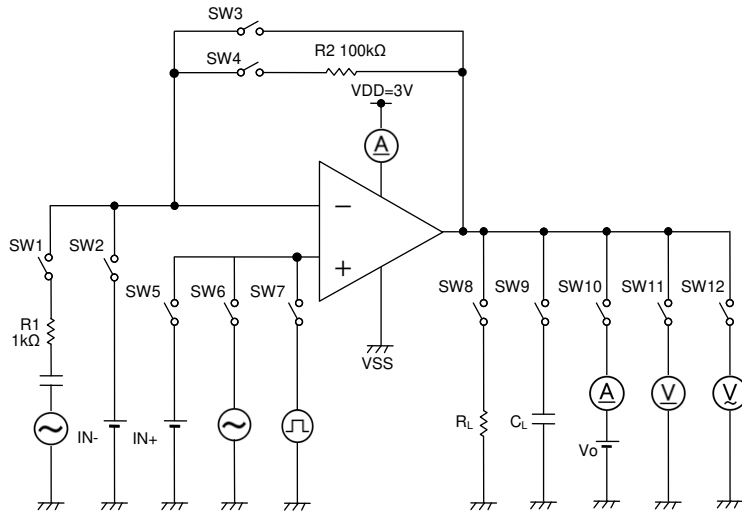 SW3
SW4
R2 100kΩ
VDD=3V
A
−
+
SW1
SW2
SW5
SW6
SW7
SW8
SW9
SW10
SW11
SW12
R1
1kΩ
VSS
IN-
IN+
RL
CL
A
V
V
Vo